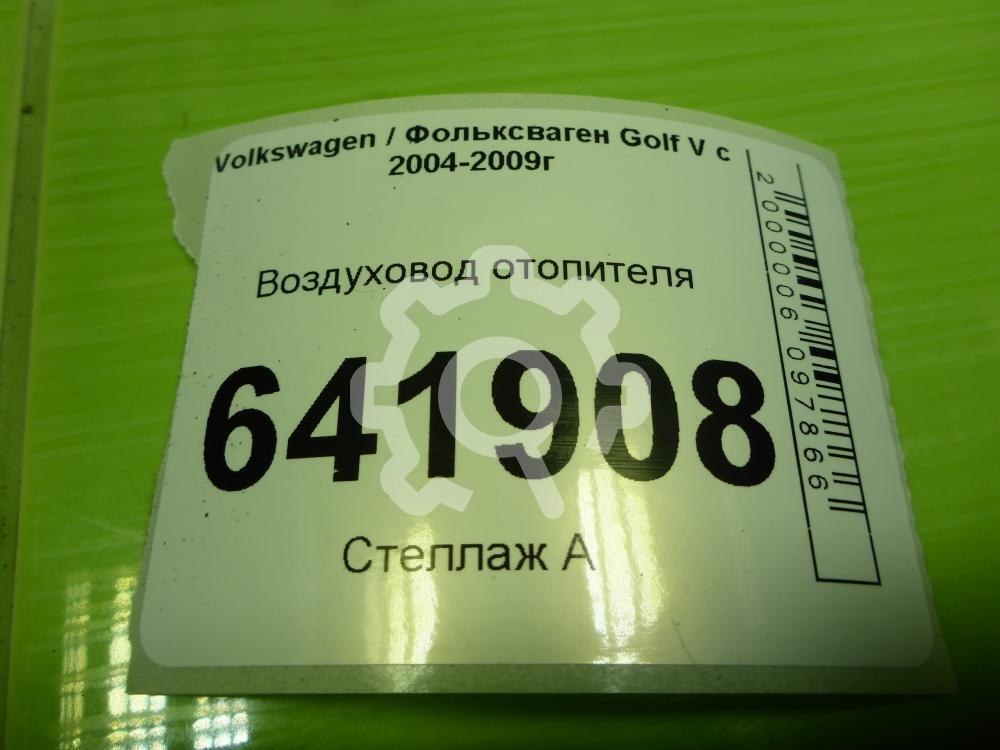 Volkswagen / Фольксваген Golf V с
2004-2009г
Воздуховод отопителя
641908
Стеллаж А
2000006097866